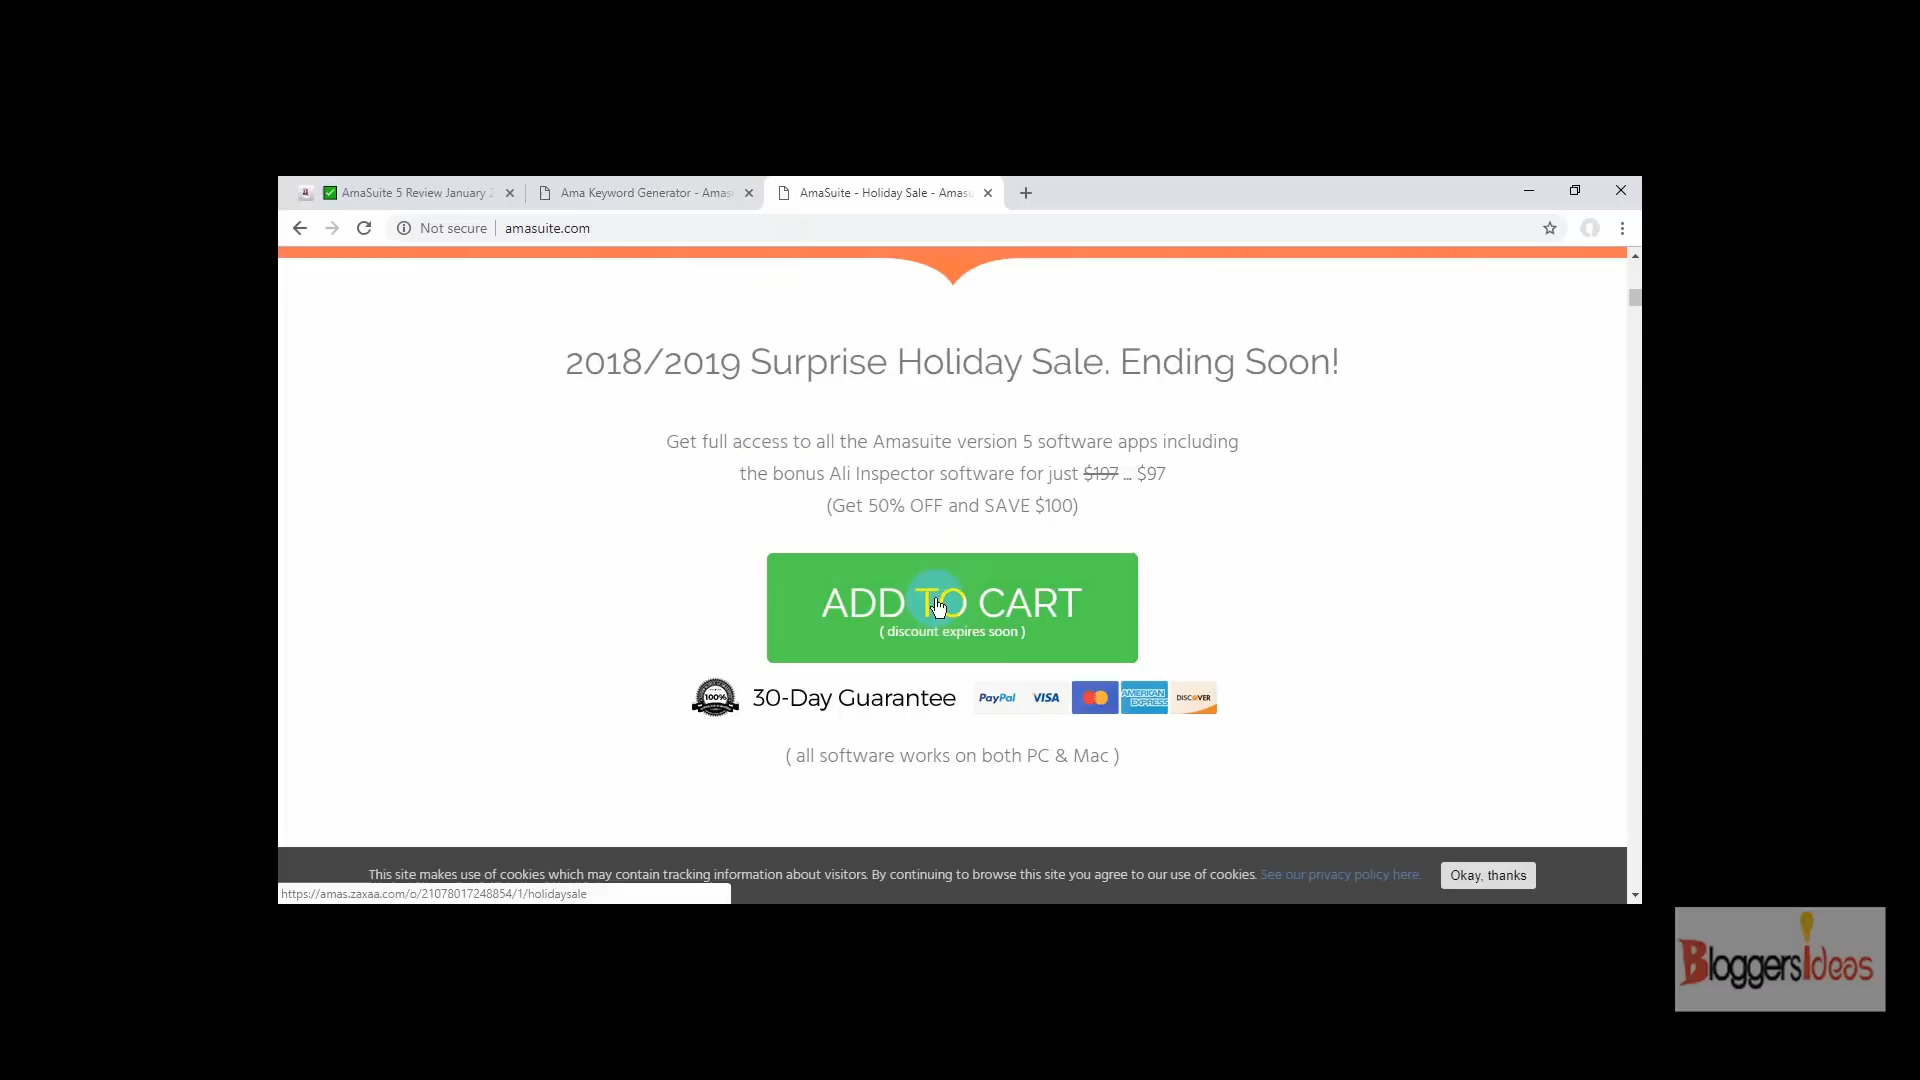 AmaSuite 5 Review January 2
Ama Keyword Generator - Amas
AmaSuite - Holiday Sale - Amasu
Not secure
amasuite.com
2018/2019 Surprise Holiday Sale. Ending Soon!
Get full access to all the Amasuite version 5 software apps including
the bonus Ali Inspector software for just $197 ... $97
(Get 50% OFF and SAVE $100)
ADD TO CART
( discount expires soon )
100%
30-Day Guarantee
PayPal VISA AMERICAN EXPRESS DISCOVER
( all software works on both PC & Mac )
This site makes use of cookies which may contain tracking information about visitors. By continuing to browse this site you agree to our use of cookies. See our privacy policy here.
Okay, thanks
https://amas.zaxaa.com/o/21078017248854/1/holidaysale
BloggersIdeas